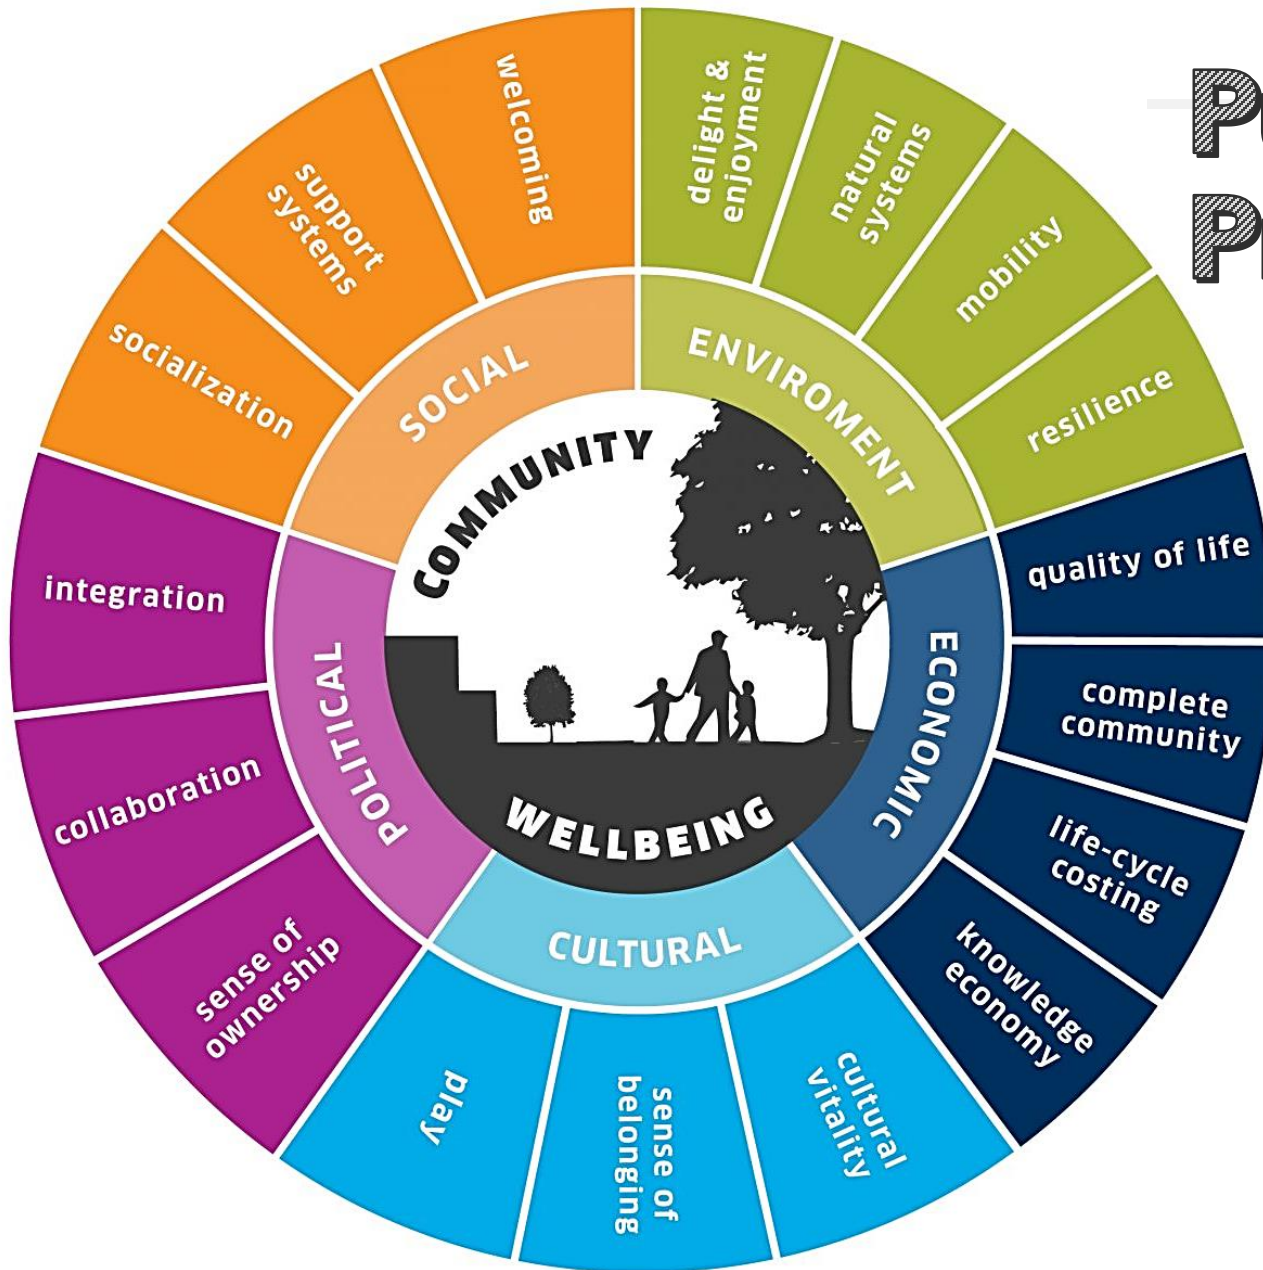 COMMUNITY
WELLBEING
SOCIAL
welcoming
support
systems
socialization
ENVIROMENT
delight &
enjoyment
natural
systems
mobility
resilience
ECONOMIC
quality of life
complete
community
life-cycle
costing
knowledge
economy
CULTURAL
cultural
vitality
sense of
belonging
play
POLITICAL
sense of
ownership
collaboration
integration